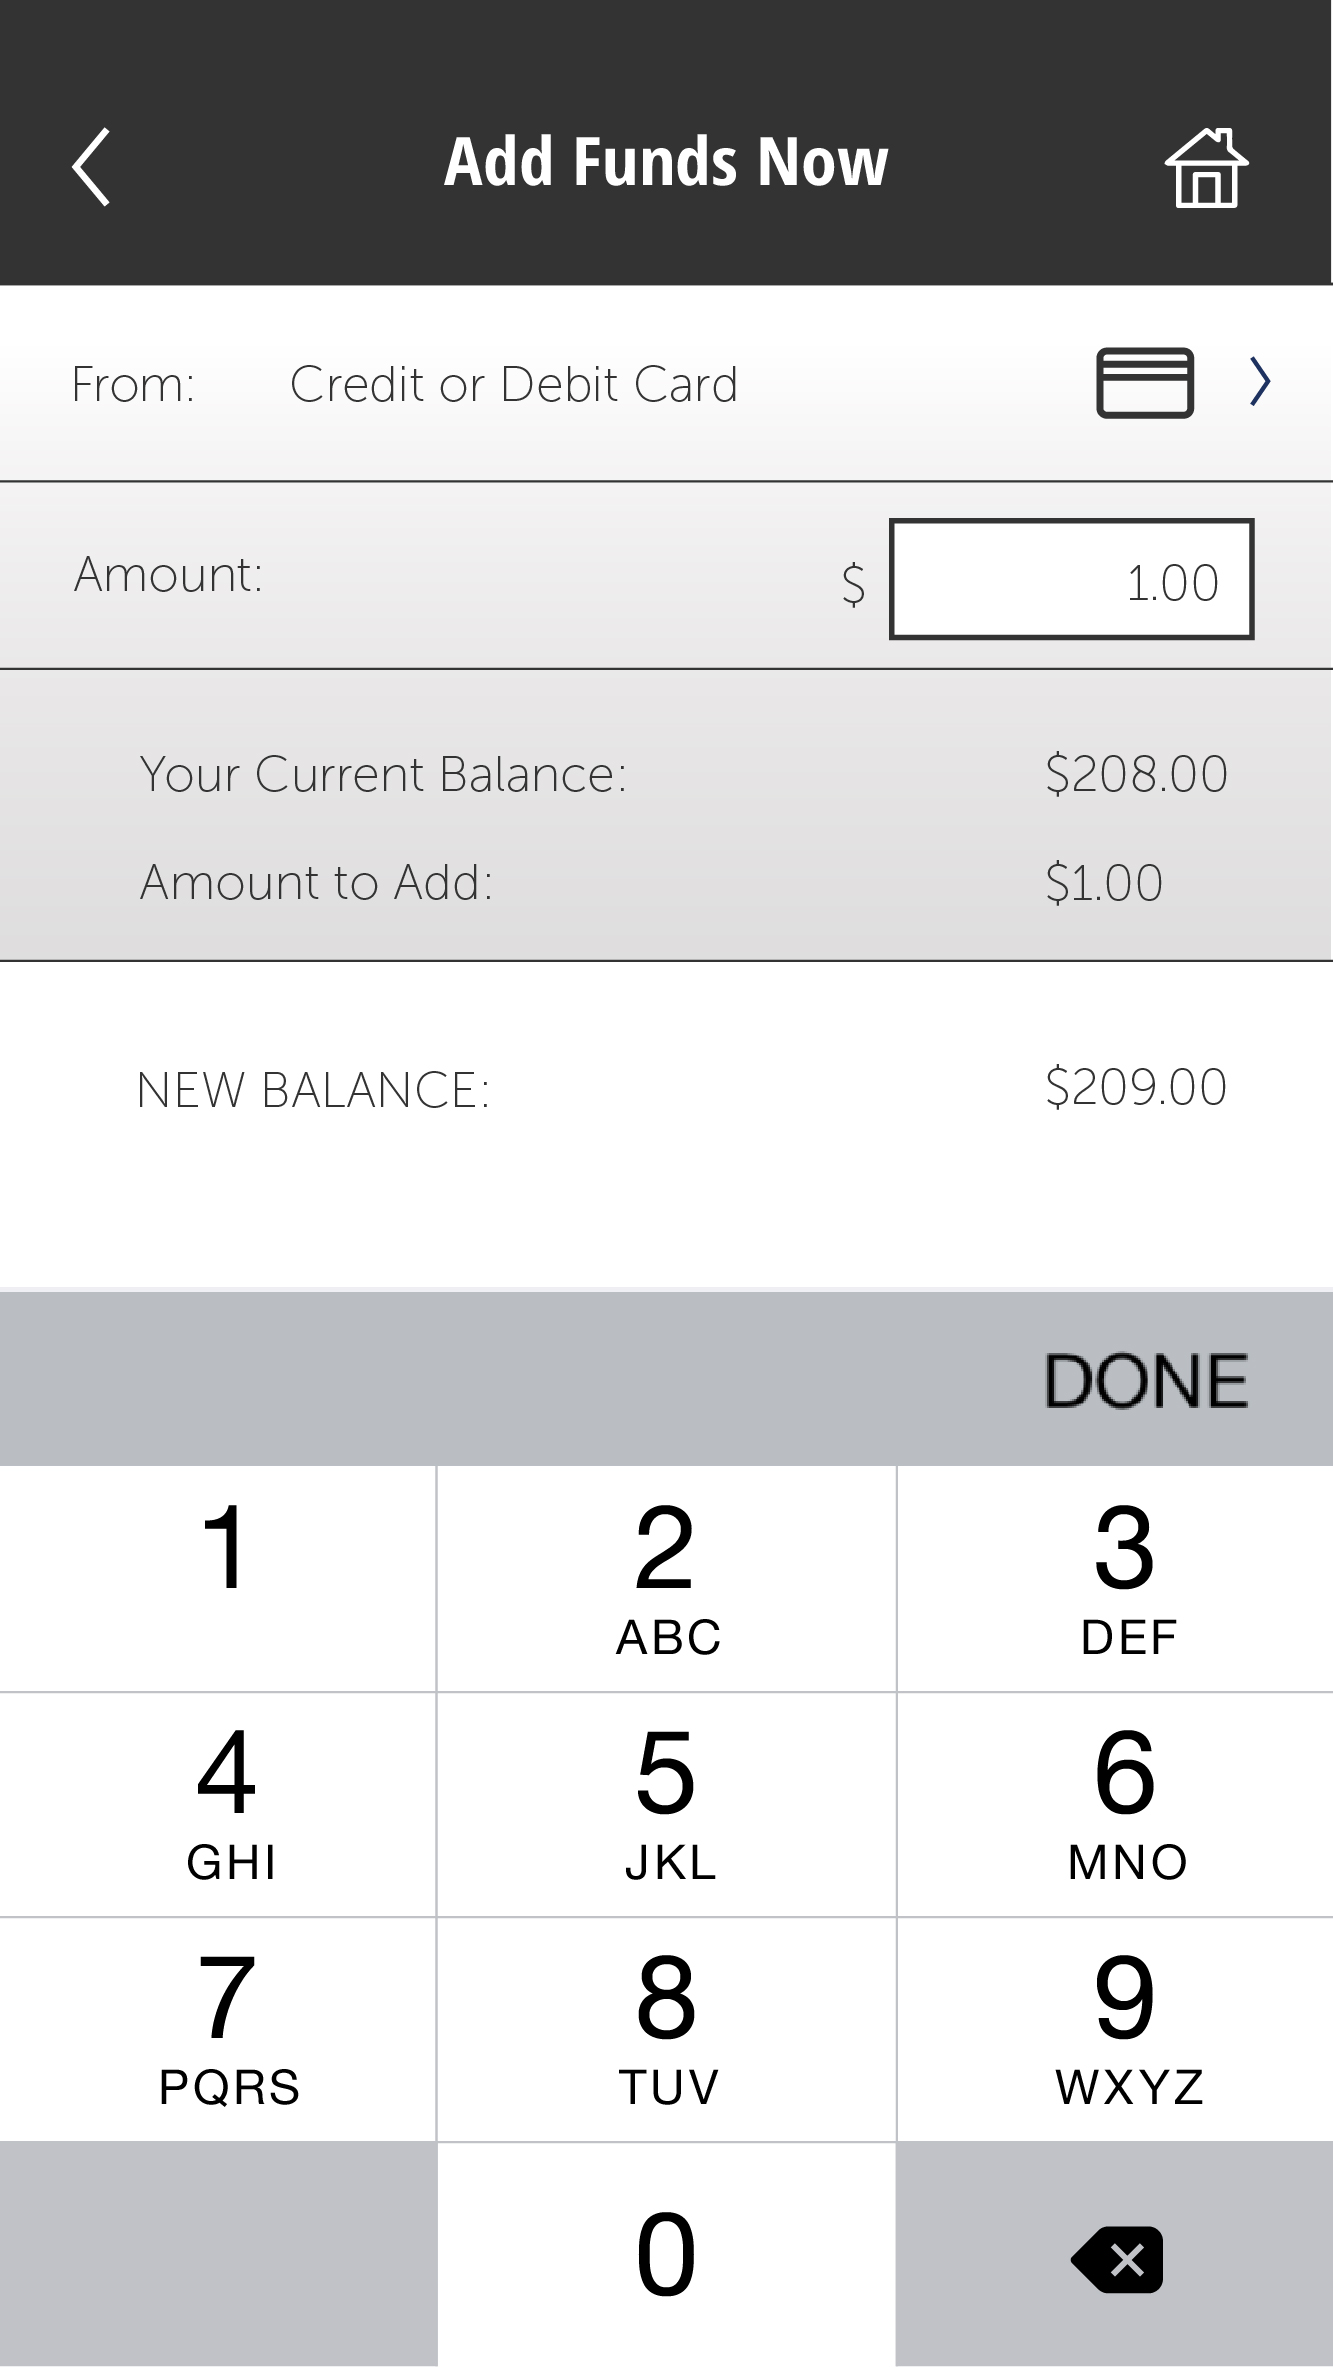 Add Funds Now
From: Credit or Debit Card
Amount: $ 1.00
Your Current Balance: $208.00
Amount to Add: $1.00
NEW BALANCE: $209.00
DONE
1 2 3
ABC DEF
4 5 6
GHI JKL MNO
7 8 9
PQRS TUV WXYZ
0